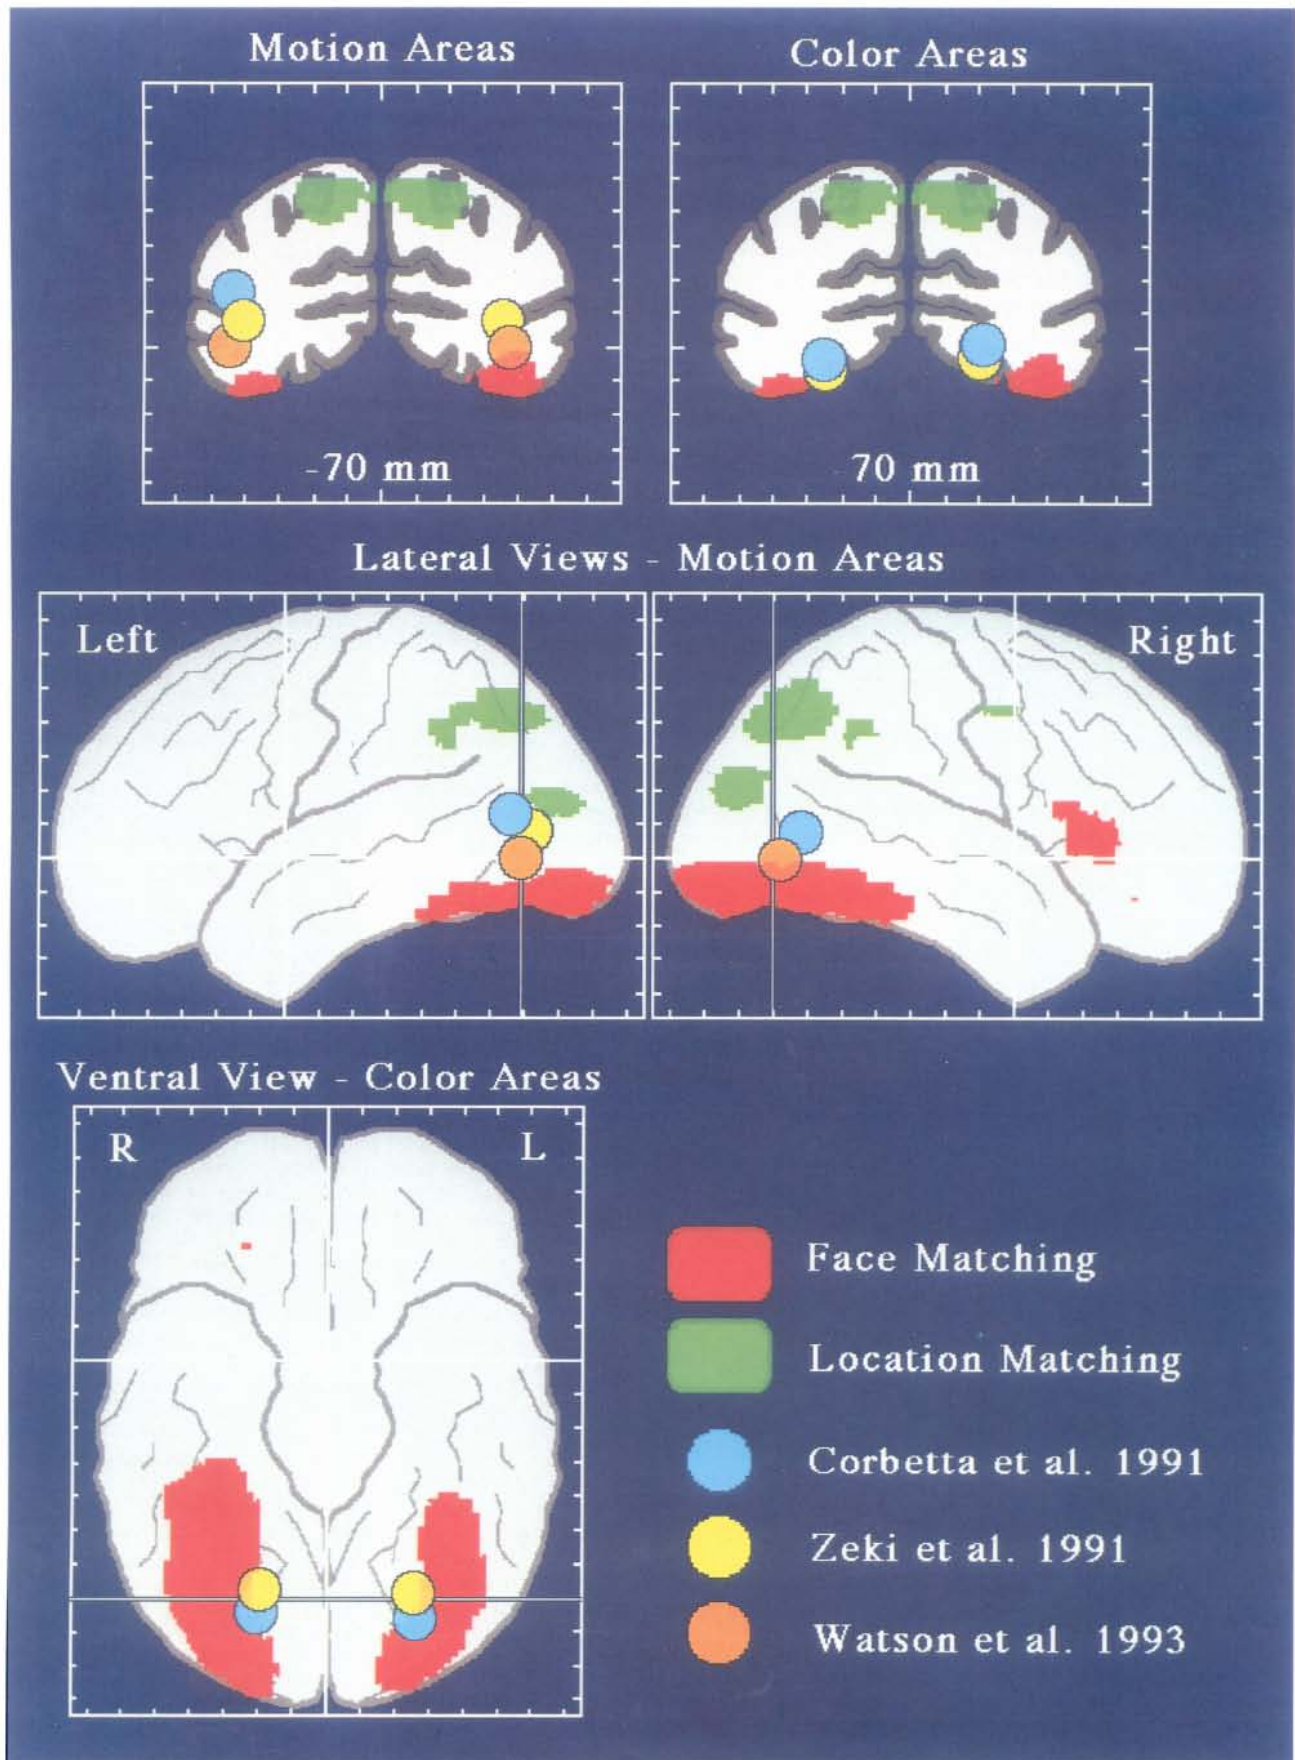 Motion Areas
Color Areas
-70 mm
70 mm
Lateral Views - Motion Areas
Left
Right
Ventral View - Color Areas
R
L
Face Matching
Location Matching
Corbetta et al. 1991
Zeki et al. 1991
Watson et al. 1993